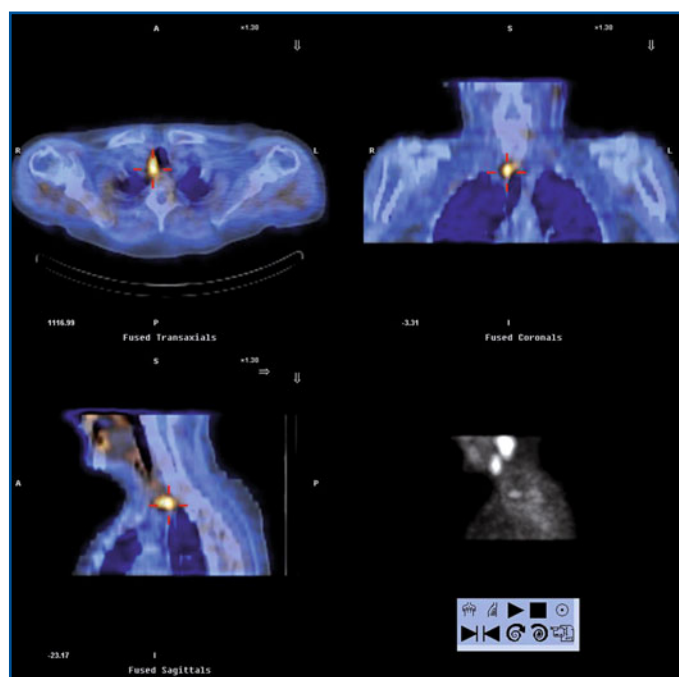 A
×1.30
R
L
1116.99
P
Fused Transaxials
S
×1.30
R
L
-3.31
I
Fused Coronals
S
×1.30
A
P
-23.17
I
Fused Sagittals